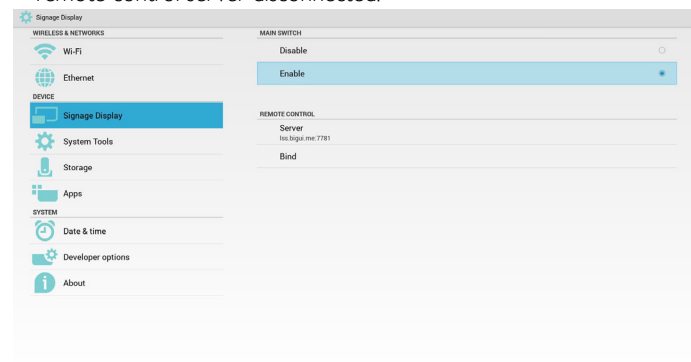 remote control server disconnected.
Signage Display
WIRELESS & NETWORKS
Wi-Fi
Ethernet
DEVICE
Signage Display
System Tools
Storage
Apps
SYSTEM
Date & time
Developer options
About
MAIN SWITCH
Disable
Enable
REMOTE CONTROL
Server
lss.bigui.me:7781
Bind